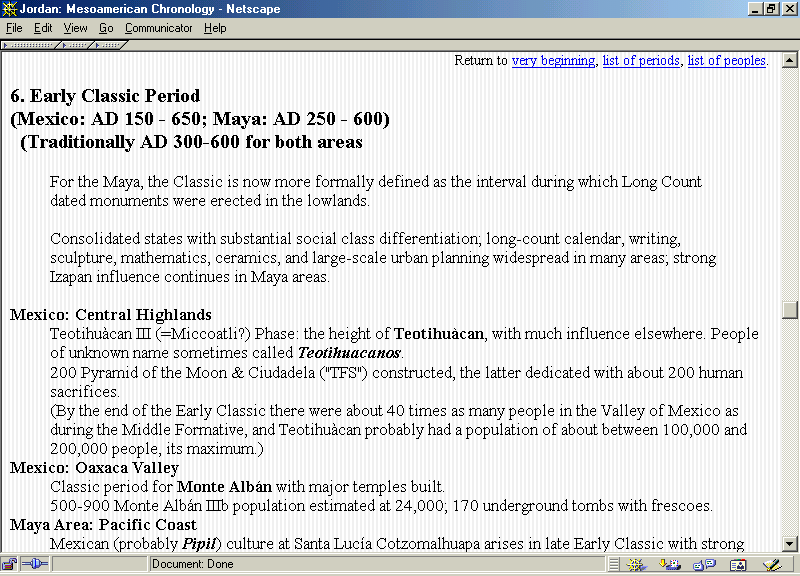 Jordan: Mesoamerican Chronology - Netscape
File Edit View Go Communicator Help
Return to very beginning, list of periods, list of peoples.
6. Early Classic Period
(Mexico: AD 150 - 650; Maya: AD 250 - 600)
(Traditionally AD 300-600 for both areas
For the Maya, the Classic is now more formally defined as the interval during which Long Count
dated monuments were erected in the lowlands.
Consolidated states with substantial social class differentiation; long-count calendar, writing,
sculpture, mathematics, ceramics, and large-scale urban planning widespread in many areas; strong
Izapan influence continues in Maya areas.
Mexico: Central Highlands
Teotihuàcan III (=Miccoatli?) Phase: the height of Teotihuàcan, with much influence elsewhere. People
of unknown name sometimes called Teotihuacanos.
200 Pyramid of the Moon & Ciudadela ("TFS") constructed, the latter dedicated with about 200 human
sacrifices.
(By the end of the Early Classic there were about 40 times as many people in the Valley of Mexico as
during the Middle Formative, and Teotihuàcan probably had a population of about between 100,000 and
200,000 people, its maximum.)
Mexico: Oaxaca Valley
Classic period for Monte Albán with major temples built.
500-900 Monte Albán IIIb population estimated at 24,000; 170 underground tombs with frescoes.
Maya Area: Pacific Coast
Mexican (probably Pipil) culture at Santa Lucía Cotzomalhuapa arises in late Early Classic with strong
Document: Done